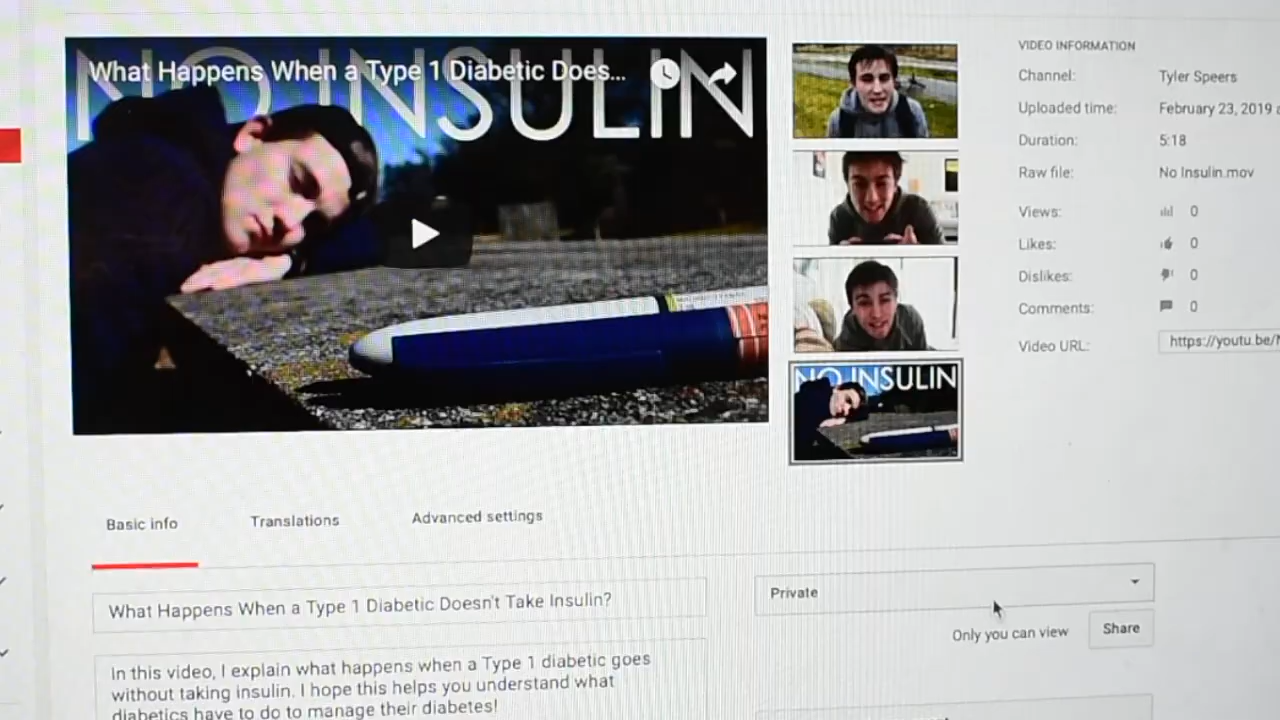 NO INSULIN
What Happens When a Type 1 Diabetic Does...
NO INSULIN
VIDEO INFORMATION
Channel: Tyler Speers
Uploaded time: February 23, 2019
Duration: 5:18
Raw file: No Insulin.mov
Views: 0
Likes: 0
Dislikes: 0
Comments: 0
Video URL: https://youtu.be/
Basic info
Translations
Advanced settings
What Happens When a Type 1 Diabetic Doesn't Take Insulin?
In this video, I explain what happens when a Type 1 diabetic goes
without taking insulin. I hope this helps you understand what
diabetics have to do to manage their diabetes!
Private
Only you can view
Share